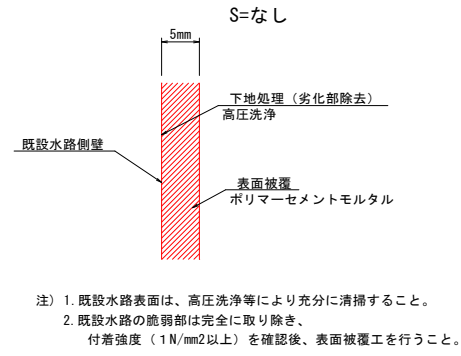 S=なし
5mm
下地処理（劣化部除去）
高圧洗浄
既設水路側壁
表面被覆
ポリマーセメントモルタル
注）1.既設水路表面は、高圧洗浄等により充分に清掃すること。
2.既設水路の脆弱部は完全に取り除き、
付着強度（1N/mm2以上）を確認後、表面被覆工を行うこと。